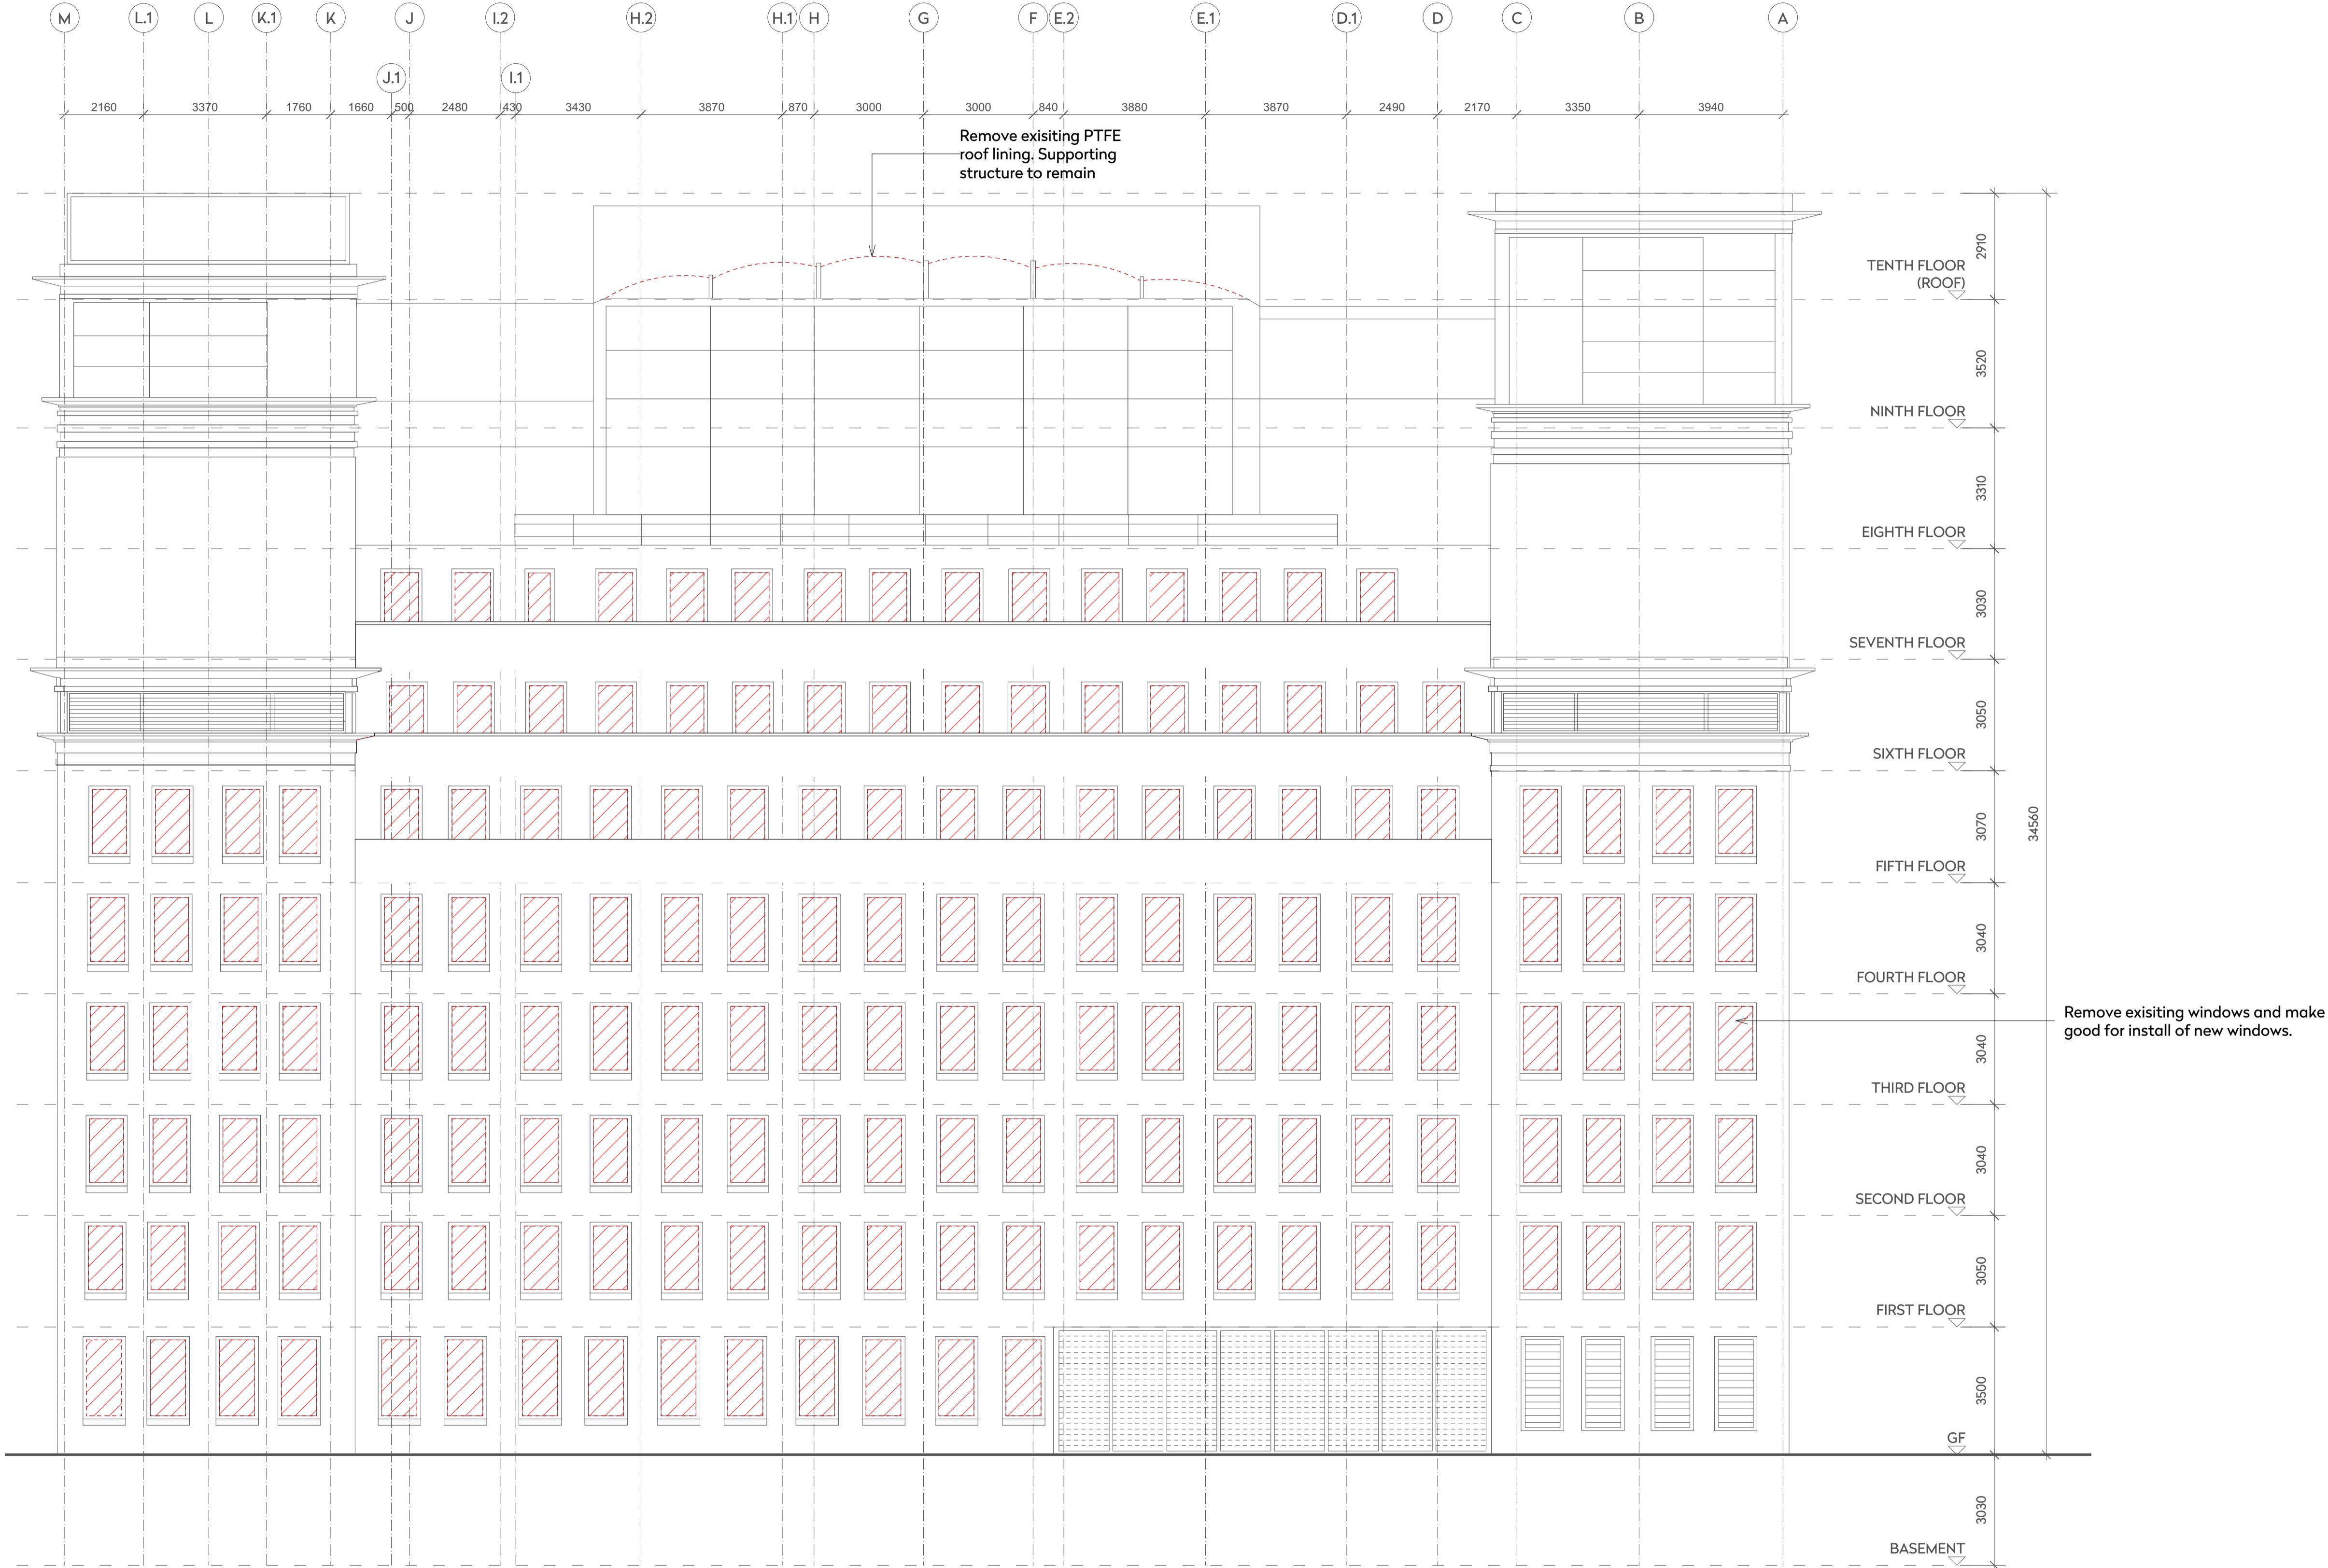 M L.1 L K.1 K J I.2 H.2 H.1 H G F E.2 E.1 D.1 D C B A
J.1 I.1
2160 3370 1760 1660 500 2480 430 3430 3870 870 3000 3000 840 3880 3870 2490 2170 3350 3940
Remove exisiting PTFE
roof lining. Supporting
structure to remain
2910
TENTH FLOOR
(ROOF)
3520
NINTH FLOOR
3310
EIGHTH FLOOR
3030
SEVENTH FLOOR
3050
SIXTH FLOOR
3070
34560
FIFTH FLOOR
3040
FOURTH FLOOR
Remove exisiting windows and make
good for install of new windows.
3040
THIRD FLOOR
3040
SECOND FLOOR
3050
FIRST FLOOR
3500
GF
3030
BASEMENT